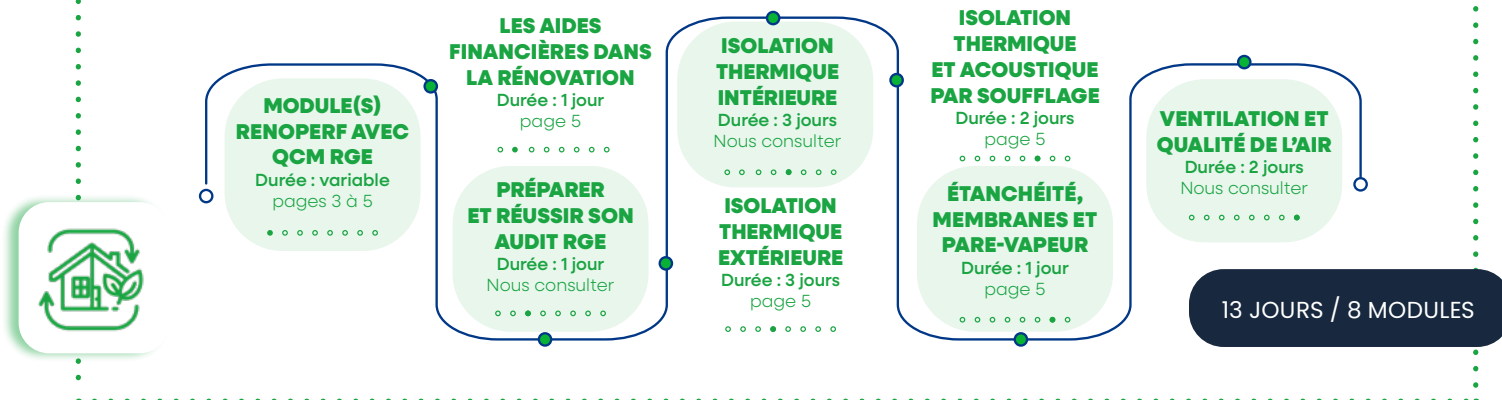 MODULE(S)
RENOPERF AVEC
QCM RGE
Durée : variable
pages 3 à 5
LES AIDES
FINANCIÈRES DANS
LA RÉNOVATION
Durée : 1 jour
page 5
PRÉPARER
ET RÉUSSIR SON
AUDIT RGE
Durée : 1 jour
Nous consulter
ISOLATION
THERMIQUE
INTÉRIEURE
Durée : 3 jours
Nous consulter
ISOLATION
THERMIQUE
EXTÉRIEURE
Durée : 3 jours
page 5
ISOLATION
THERMIQUE
ET ACOUSTIQUE
PAR SOUFFLAGE
Durée : 2 jours
page 5
ÉTANCHÉITÉ,
MEMBRANES ET
PARE-VAPEUR
Durée : 1 jour
page 5
VENTILATION ET
QUALITÉ DE L’AIR
Durée : 2 jours
Nous consulter
13 JOURS / 8 MODULES